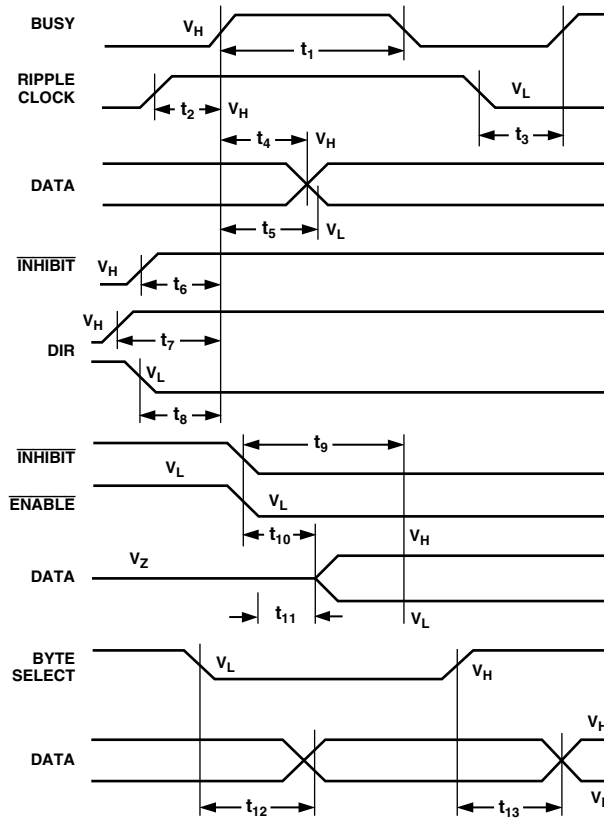 BUSY
V_H
t_1
RIPPLE
CLOCK
V_L
t_2
V_H
t_3
t_4
V_H
DATA
t_5
V_L
INHIBIT
V_H
t_6
V_H
t_7
DIR
V_L
t_8
INHIBIT
t_9
V_L
ENABLE
V_L
t_10
V_H
V_Z
DATA
t_11
V_L
BYTE
SELECT
V_L
V_H
V_H
DATA
V_L
t_12
t_13